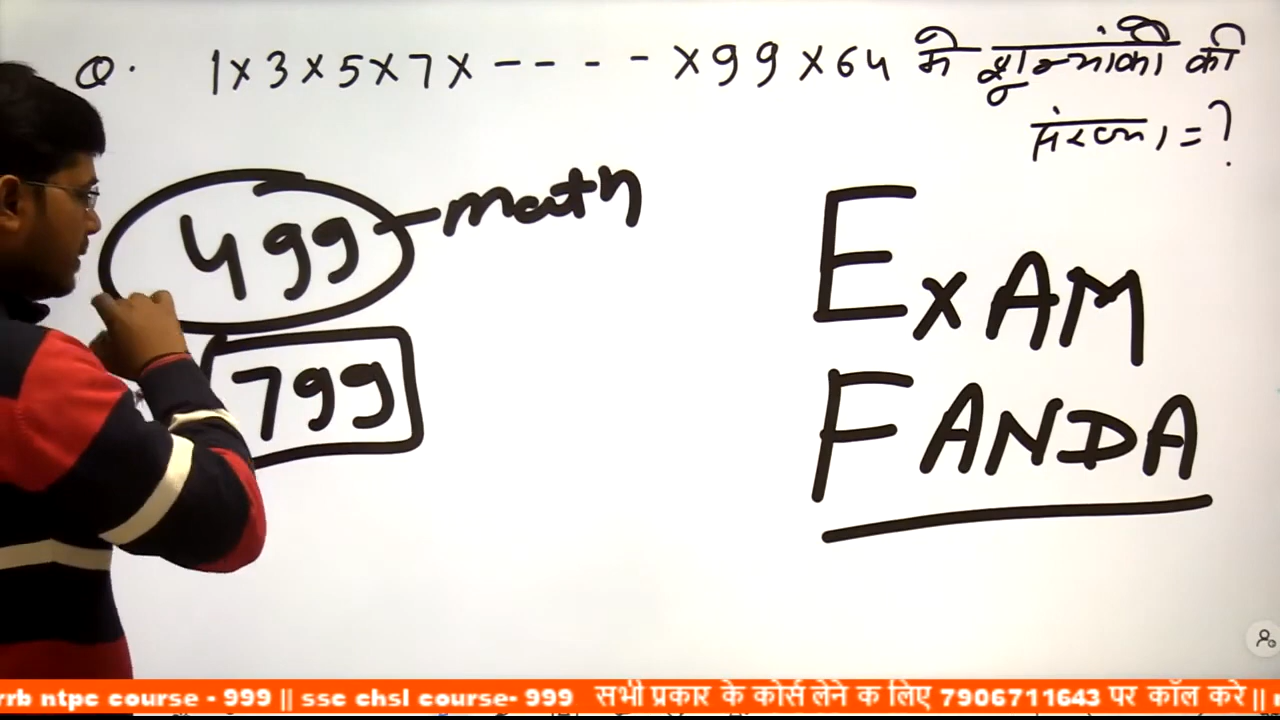 Q. 1×3×5×7×-----×99×64 में शून्यांकों की
संख्या=?
499 - math
799
EXAM
FANDA
rrb ntpc course - 999 || ssc chsl course- 999 सभी प्रकार के कोर्स लेने क लिए 7906711643 पर कॉल करे ||